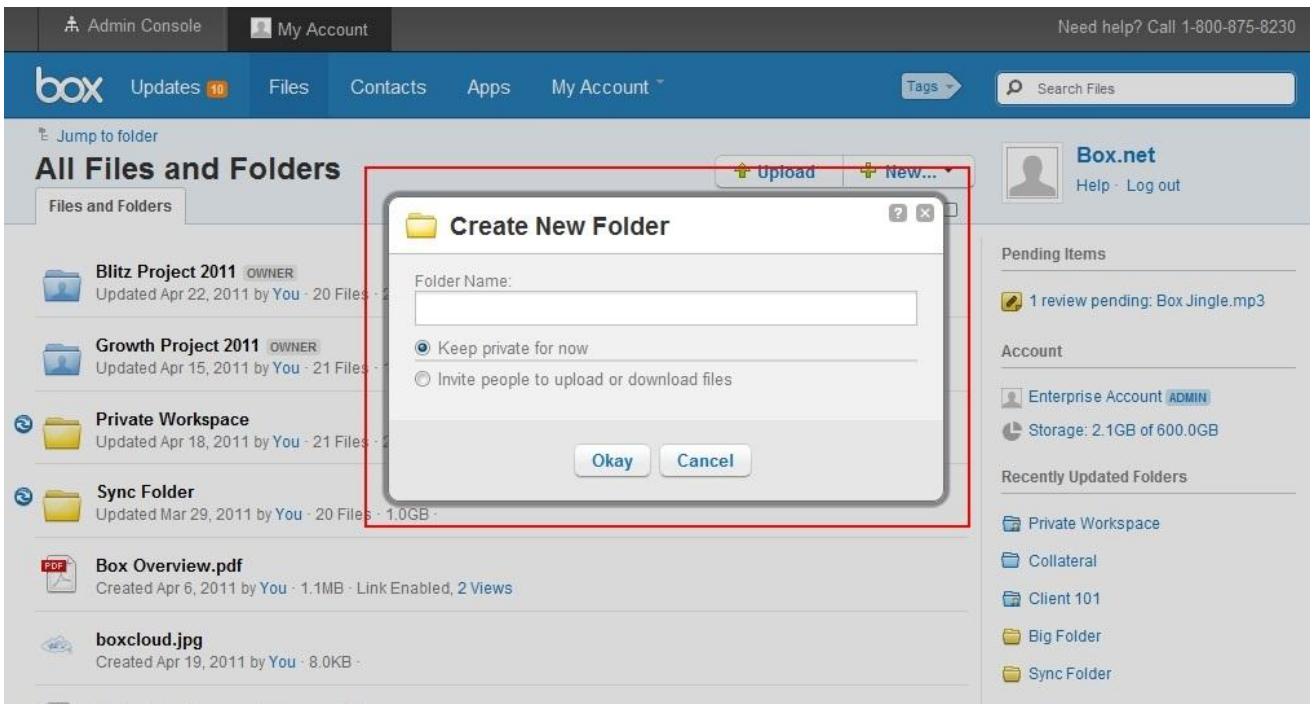 Admin Console
My Account
Need help? Call 1-800-875-8230
box
Updates 10
Files
Contacts
Apps
My Account
Tags
Search Files
Jump to folder
All Files and Folders
Upload
New...
Box.net
Help · Log out
Files and Folders
Create New Folder
Folder Name:
Keep private for now
Invite people to upload or download files
Okay
Cancel
Blitz Project 2011 OWNER
Updated Apr 22, 2011 by You · 20 Files ·
Growth Project 2011 OWNER
Updated Apr 15, 2011 by You · 21 Files ·
Private Workspace
Updated Apr 18, 2011 by You · 21 Files ·
Sync Folder
Updated Mar 29, 2011 by You · 20 Files · 1.0GB ·
PDF
Box Overview.pdf
Created Apr 6, 2011 by You · 1.1MB · Link Enabled, 2 Views
boxcloud.jpg
Created Apr 19, 2011 by You · 8.0KB ·
Pending Items
1 review pending: Box Jingle.mp3
Account
Enterprise Account ADMIN
Storage: 2.1GB of 600.0GB
Recently Updated Folders
Private Workspace
Collateral
Client 101
Big Folder
Sync Folder